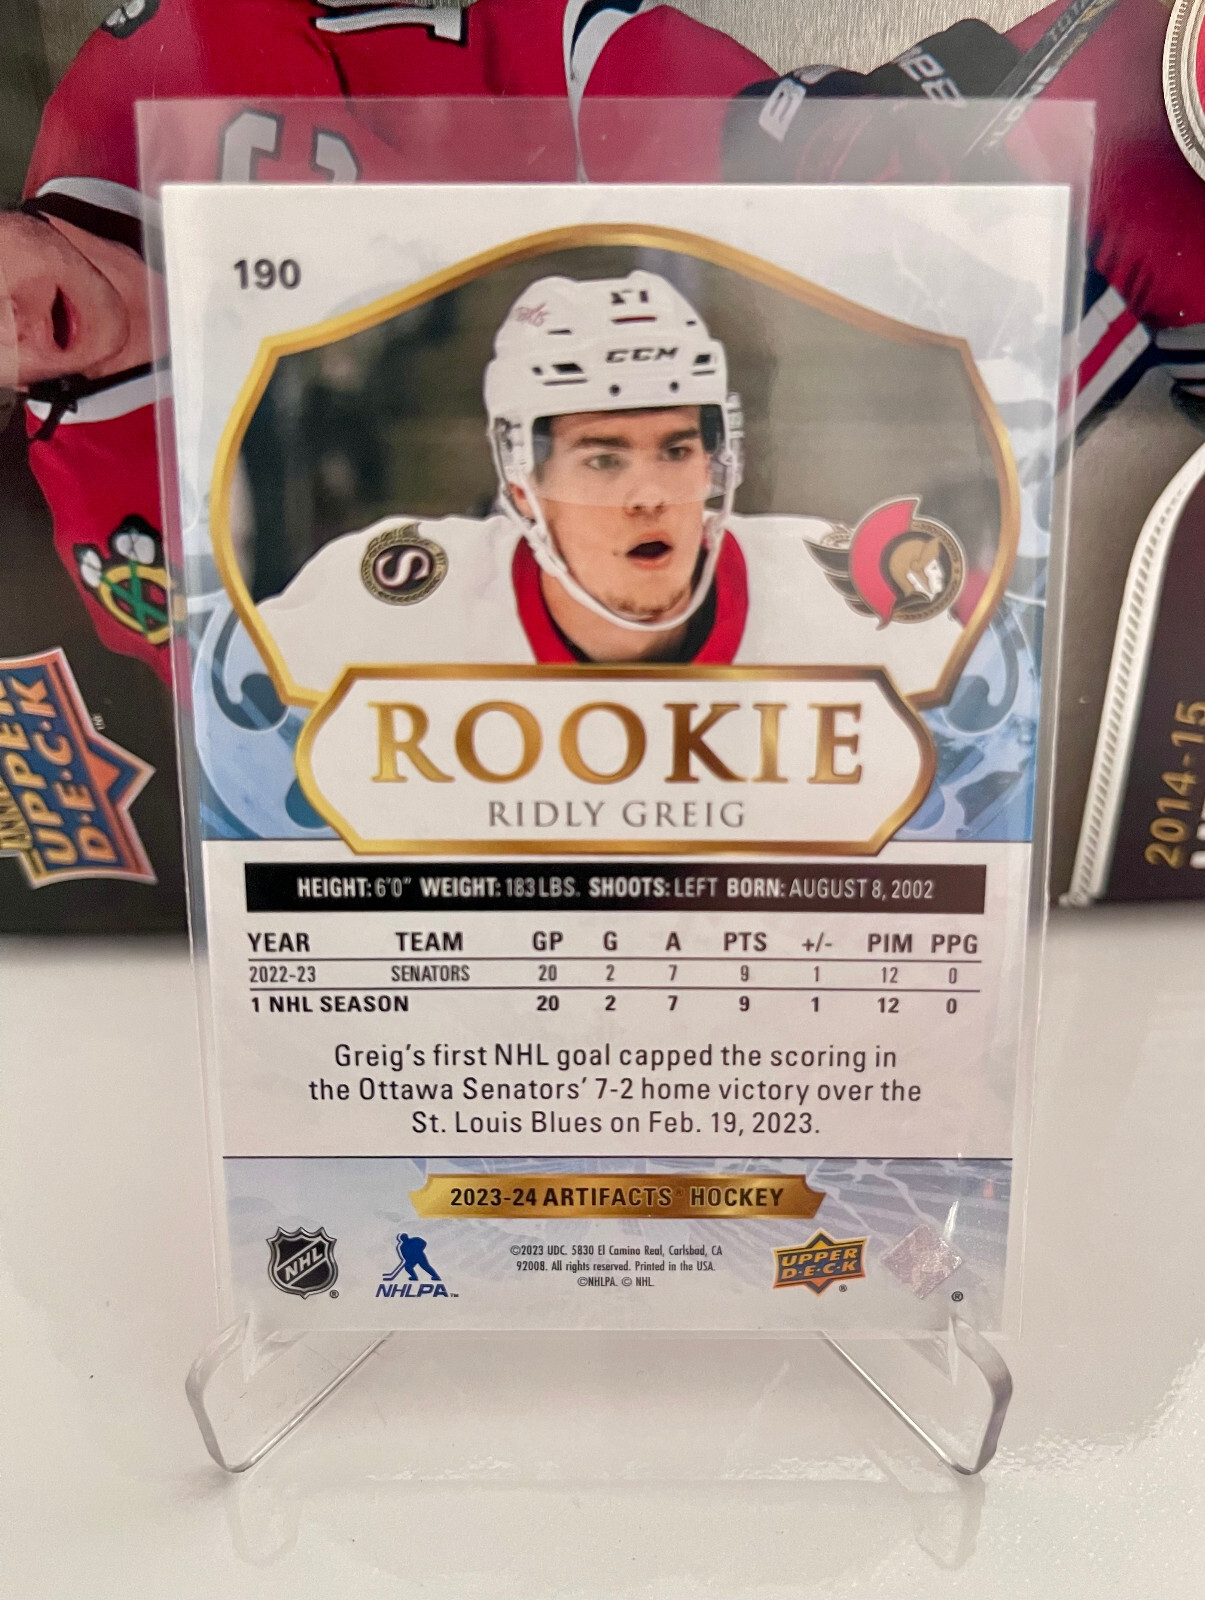 190
CCM
S
ROOKIE
RIDLY GREIG
HEIGHT: 6'0" WEIGHT: 183 LBS. SHOOTS: LEFT BORN: AUGUST 8, 2002
YEAR TEAM GP G A PTS +/- PIM PPG
2022-23 SENATORS 20 2 7 9 1 12 0
1 NHL SEASON 20 2 7 9 1 12 0
Greig's first NHL goal capped the scoring in
the Ottawa Senators' 7-2 home victory over the
St. Louis Blues on Feb. 19, 2023.
2023-24 ARTIFACTS® HOCKEY
NHL ®
NHLPA™
©2023 UDC. 5830 El Camino Real, Carlsbad, CA
92008. All rights reserved. Printed in the USA.
©NHLPA. © NHL.
UPPER
D·E·C·K ®
®
C
UPPER
D·E·C·K
2014-15